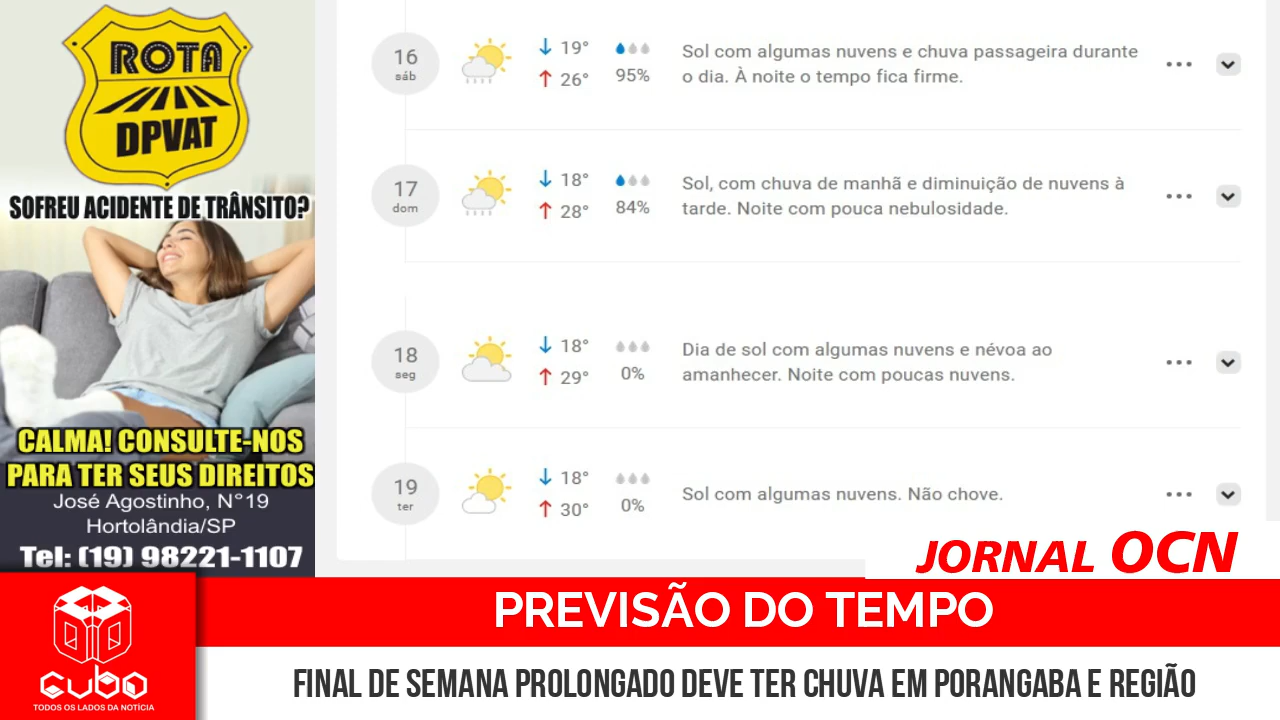 ROTA
DPVAT
SOFREU ACIDENTE DE TRÂNSITO?
CALMA! CONSULTE-NOS
PARA TER SEUS DIREITOS
José Agostinho, N°19
Hortolândia/SP
Tel: (19) 98221-1107
16
sáb
19°
26°
95%
Sol com algumas nuvens e chuva passageira durante
o dia. À noite o tempo fica firme.
17
dom
18°
28°
84%
Sol, com chuva de manhã e diminuição de nuvens à
tarde. Noite com pouca nebulosidade.
18
seg
18°
29°
0%
Dia de sol com algumas nuvens e névoa ao
amanhecer. Noite com poucas nuvens.
19
ter
18°
30°
0%
Sol com algumas nuvens. Não chove.
JORNAL OCN
PREVISÃO DO TEMPO
FINAL DE SEMANA PROLONGADO DEVE TER CHUVA EM PORANGABA E REGIÃO
CUBO
TODOS OS LADOS DA NOTÍCIA